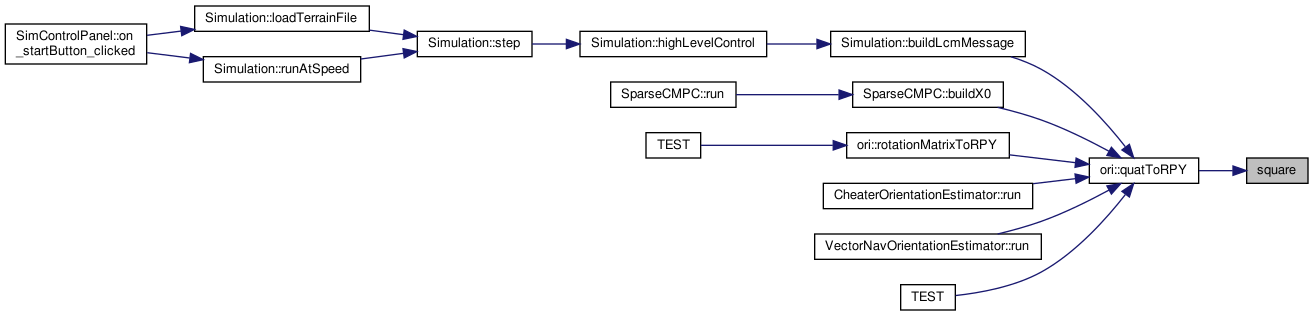 SimControlPanel::on
_startButton_clicked
Simulation::loadTerrainFile
Simulation::runAtSpeed
Simulation::step
Simulation::highLevelControl
Simulation::buildLcmMessage
SparseCMPC::run
SparseCMPC::buildX0
TEST
ori::rotationMatrixToRPY
CheaterOrientationEstimator::run
VectorNavOrientationEstimator::run
TEST
ori::quatToRPY
square